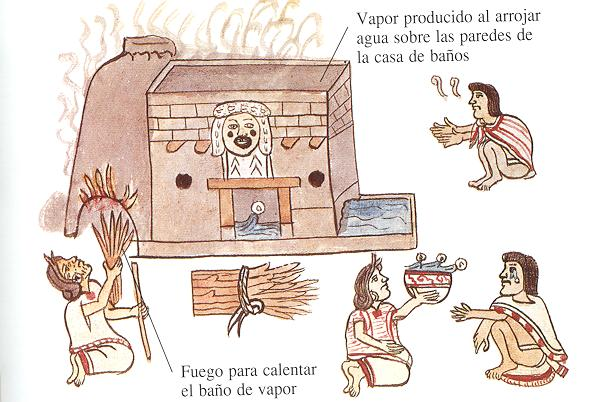 Vapor producido al arrojar
agua sobre las paredes de
la casa de baños
Fuego para calentar
el baño de vapor